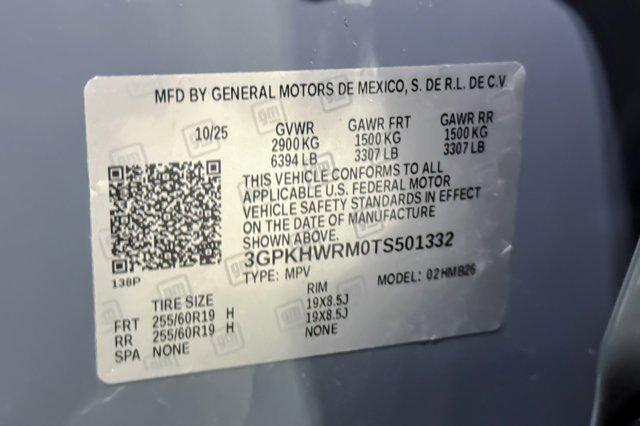 MFD BY GENERAL MOTORS DE MEXICO, S. DE R.L. DE C.V.
10/25 GVWR GAWR FRT GAWR RR
2900 KG 1500 KG 1500 KG
6394 LB 3307 LB 3307 LB
THIS VEHICLE CONFORMS TO ALL
APPLICABLE U.S. FEDERAL MOTOR
VEHICLE SAFETY STANDARDS IN EFFECT
ON THE DATE OF MANUFACTURE
SHOWN ABOVE.
3GPKHWRM0TS501332
138P
TYPE: MPV MODEL: 02HMB26
TIRE SIZE RIM
FRT 255/60R19 H 19X8.5J
RR 255/60R19 H 19X8.5J
SPA NONE NONE